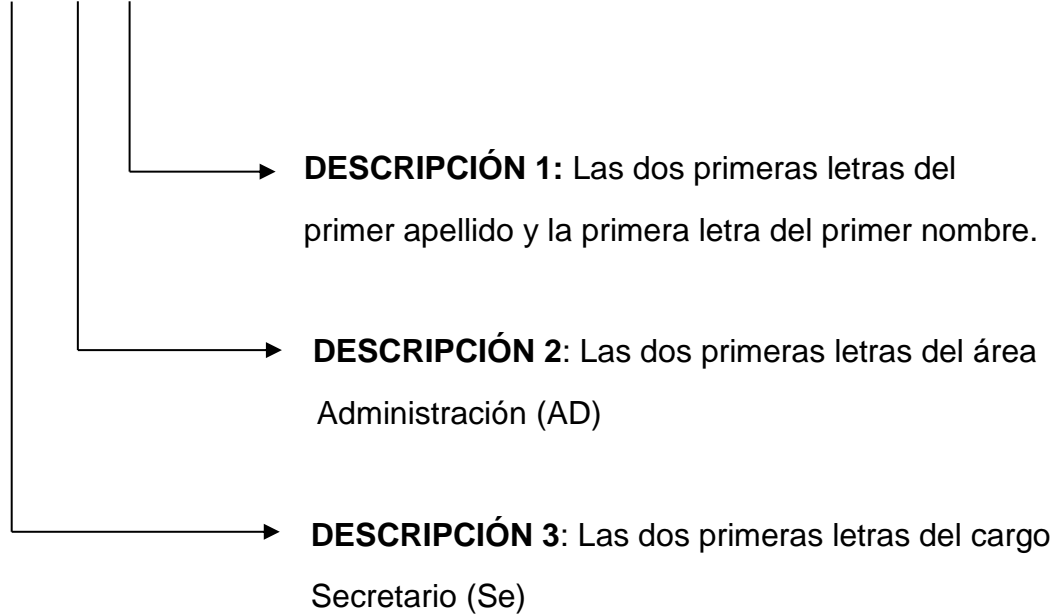 DESCRIPCIÓN 1: Las dos primeras letras del
primer apellido y la primera letra del primer nombre.
DESCRIPCIÓN 2: Las dos primeras letras del área
Administración (AD)
DESCRIPCIÓN 3: Las dos primeras letras del cargo
Secretario (Se)